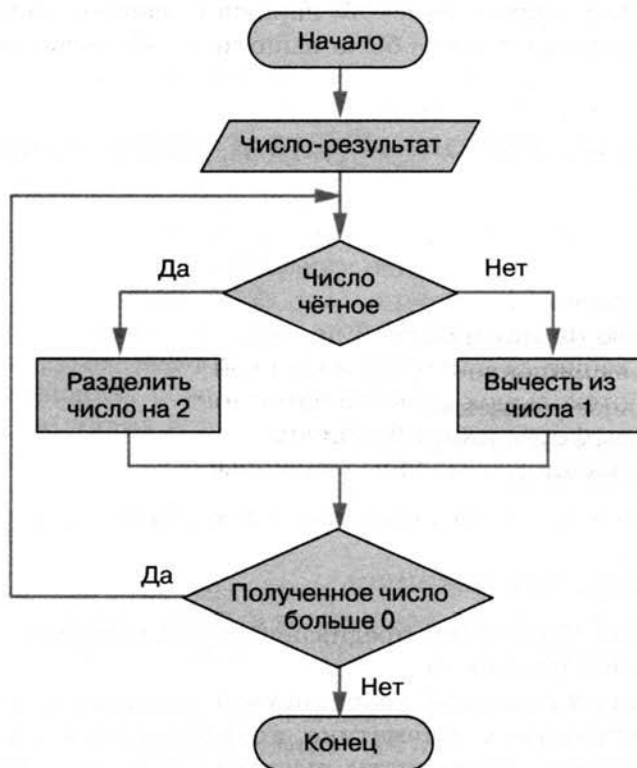 Начало
Число-результат
Число
чётное
Да
Нет
Разделить
число на 2
Вычесть из
числа 1
Полученное число
больше 0
Да
Нет
Конец